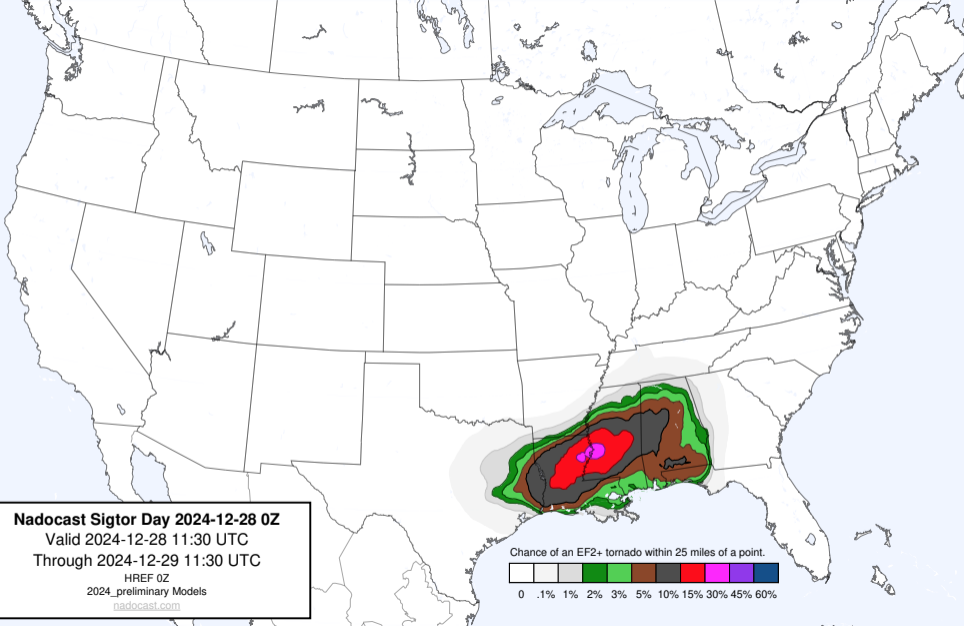 Nadocast Sigtor Day 2024-12-28 0Z
Valid 2024-12-28 11:30 UTC
Through 2024-12-29 11:30 UTC
HREF 0Z
2024_preliminary Models
nadocast.com
Chance of an EF2+ tornado within 25 miles of a point.
0 .1% 1% 2% 3% 5% 10% 15% 30% 45% 60%